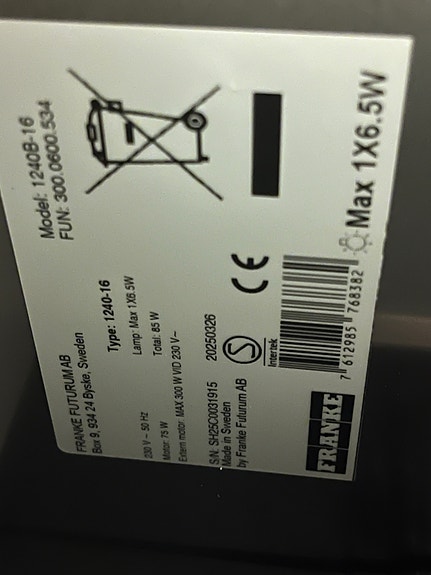 Model: 1240B-16
FUN: 300.0600.534
FRANKE FUTURUM AB
Box 9, 934 24 Byske, Sweden
Type: 1240-16
Lamp: Max 1X6.5W
230 V ~ 50 Hz
Motor: 75 W
Total: 85 W
Extern motor. MAX 300 W VID 230 V~
S/N: SH25C0031915
20250326
Made in Sweden
by Franke Futurum AB
S
Intertek
CE
FRANKE
7 612985 768382
Max 1X6.5W